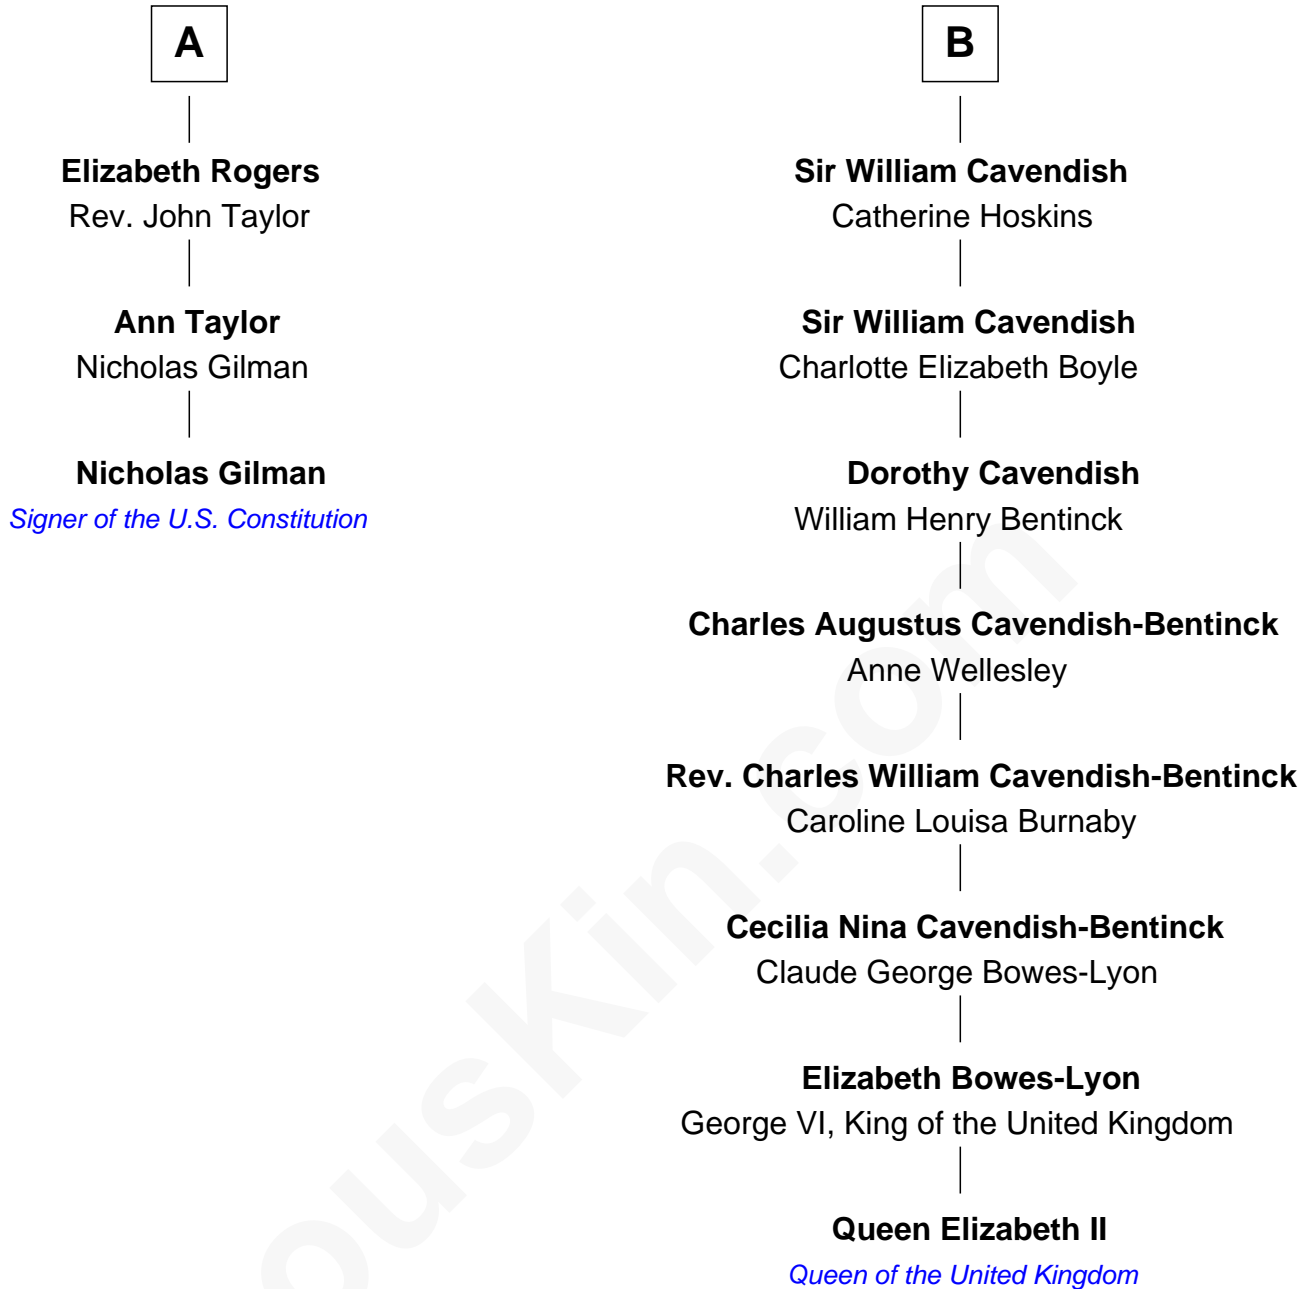 A
Elizabeth Rogers
Rev. John Taylor
Ann Taylor
Nicholas Gilman
Nicholas Gilman
Signer of the U.S. Constitution
B
Sir William Cavendish
Catherine Hoskins
Sir William Cavendish
Charlotte Elizabeth Boyle
Dorothy Cavendish
William Henry Bentinck
Charles Augustus Cavendish-Bentinck
Anne Wellesley
Rev. Charles William Cavendish-Bentinck
Caroline Louisa Burnaby
Cecilia Nina Cavendish-Bentinck
Claude George Bowes-Lyon
Elizabeth Bowes-Lyon
George VI, King of the United Kingdom
Queen Elizabeth II
Queen of the United Kingdom
ouskin.com